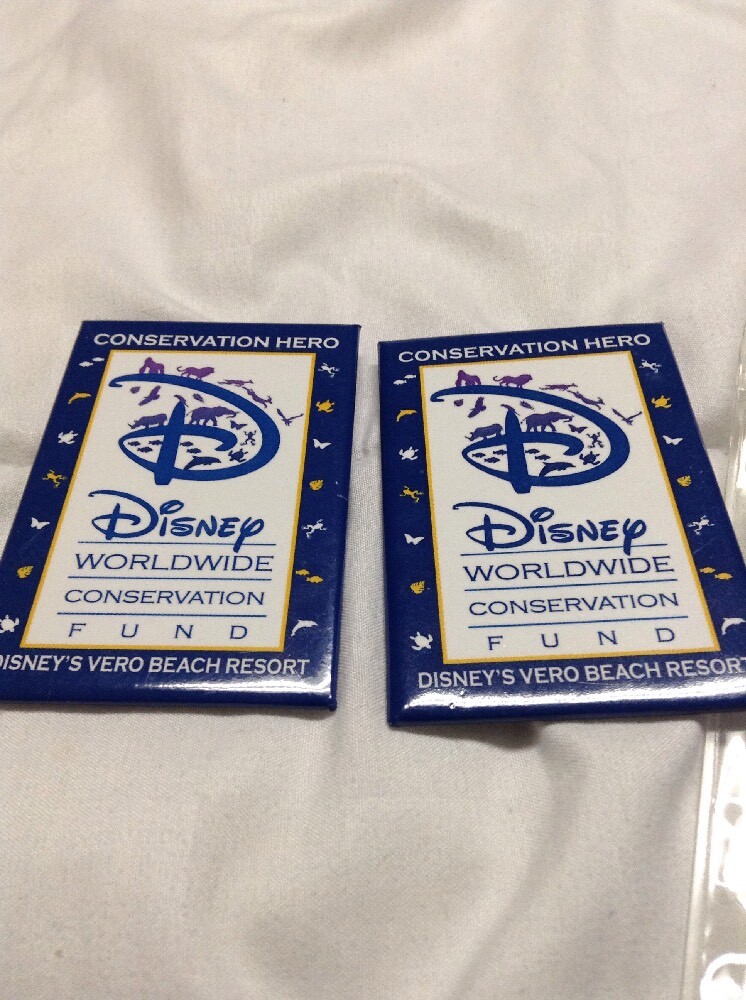 CONSERVATION HERO
Disney
WORLDWIDE
CONSERVATION
FUND
DISNEY'S VERO BEACH RESORT
CONSERVATION HERO
Disney
WORLDWIDE
CONSERVATION
FUND
DISNEY'S VERO BEACH RESORT